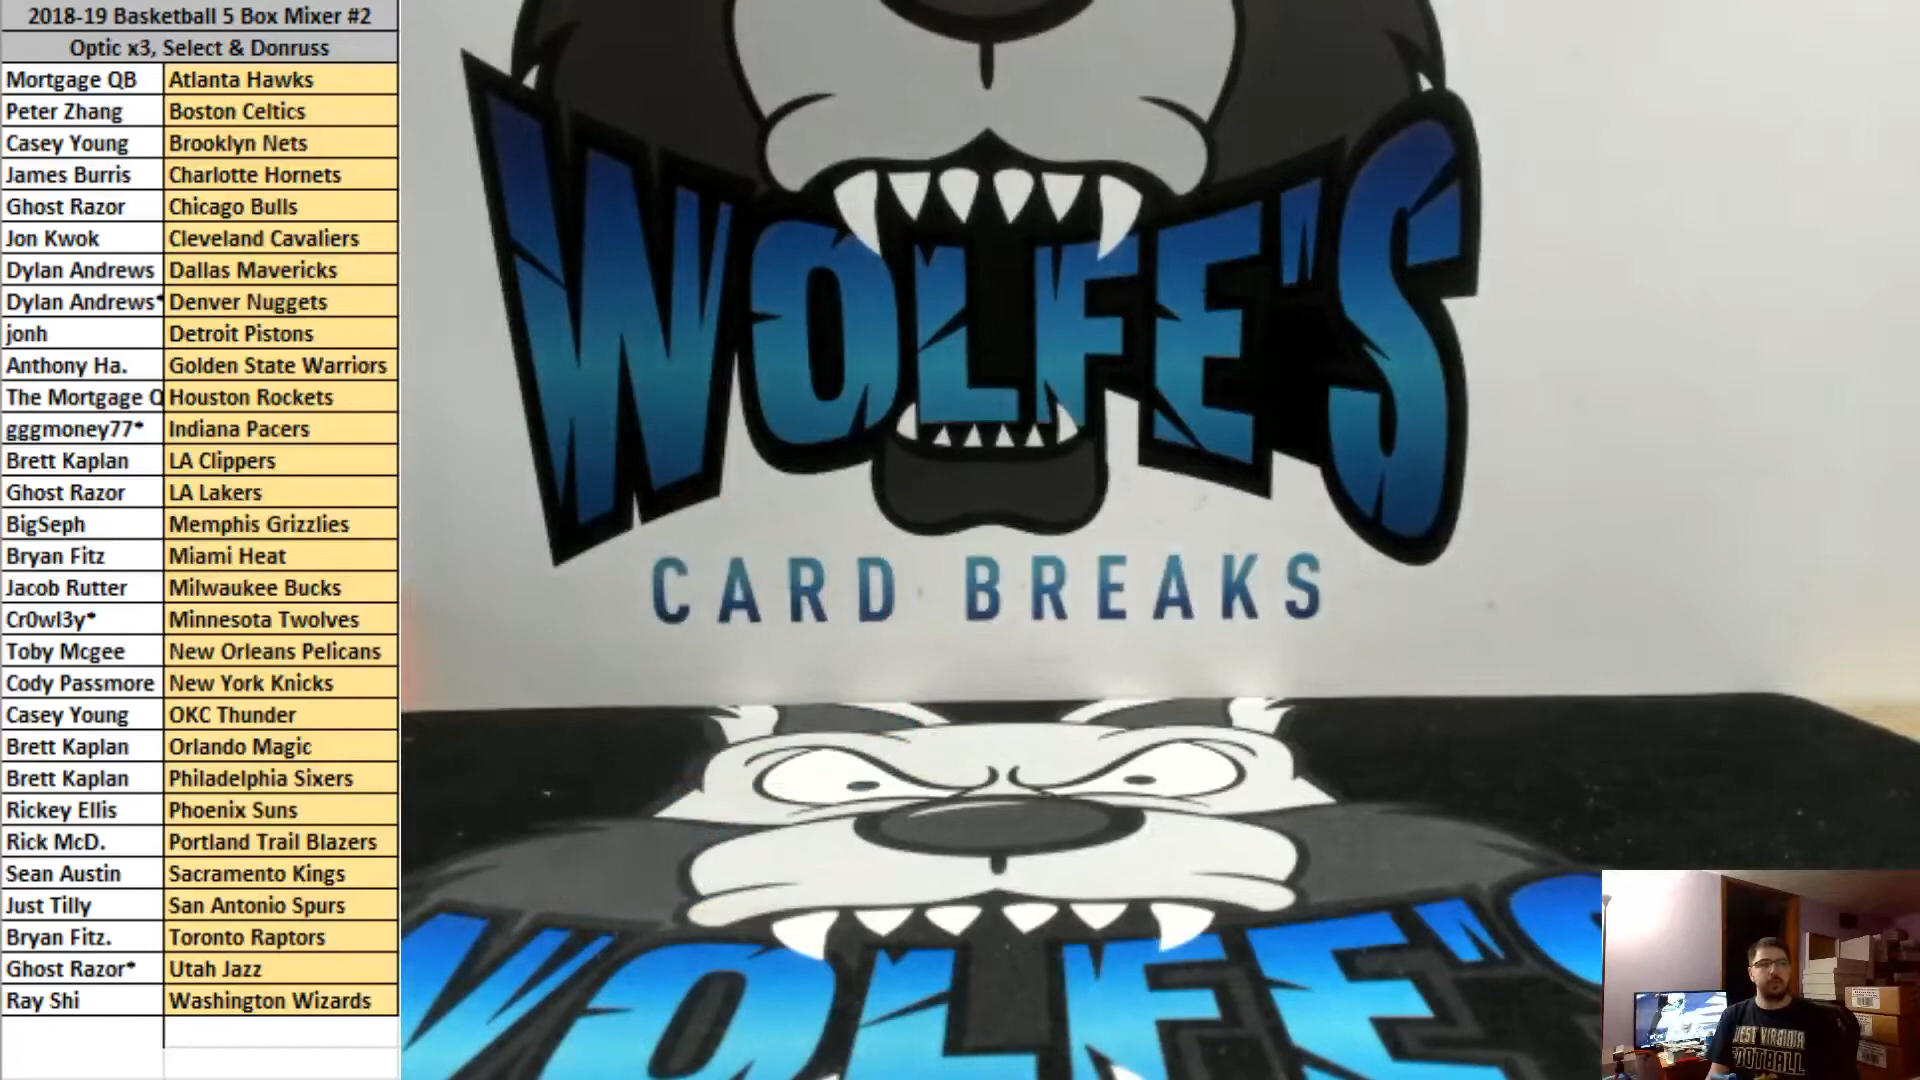 2018-19 Basketball 5 Box Mixer #2
Optic x3, Select & Donruss
Mortgage QB Atlanta Hawks
Peter Zhang Boston Celtics
Casey Young Brooklyn Nets
James Burris Charlotte Hornets
Ghost Razor Chicago Bulls
Jon Kwok Cleveland Cavaliers
Dylan Andrews Dallas Mavericks
Dylan Andrews* Denver Nuggets
jonh Detroit Pistons
Anthony Ha. Golden State Warriors
The Mortgage Q Houston Rockets
gggmoney77* Indiana Pacers
Brett Kaplan LA Clippers
Ghost Razor LA Lakers
BigSeph Memphis Grizzlies
Bryan Fitz Miami Heat
Jacob Rutter Milwaukee Bucks
Cr0wl3y* Minnesota Twolves
Toby Mcgee New Orleans Pelicans
Cody Passmore New York Knicks
Casey Young OKC Thunder
Brett Kaplan Orlando Magic
Brett Kaplan Philadelphia Sixers
Rickey Ellis Phoenix Suns
Rick McD. Portland Trail Blazers
Sean Austin Sacramento Kings
Just Tilly San Antonio Spurs
Bryan Fitz. Toronto Raptors
Ghost Razor* Utah Jazz
Ray Shi Washington Wizards
WOLFE'S
CARD BREAKS
WOLFE'S
WEST VIRGINIA
FOOTBALL